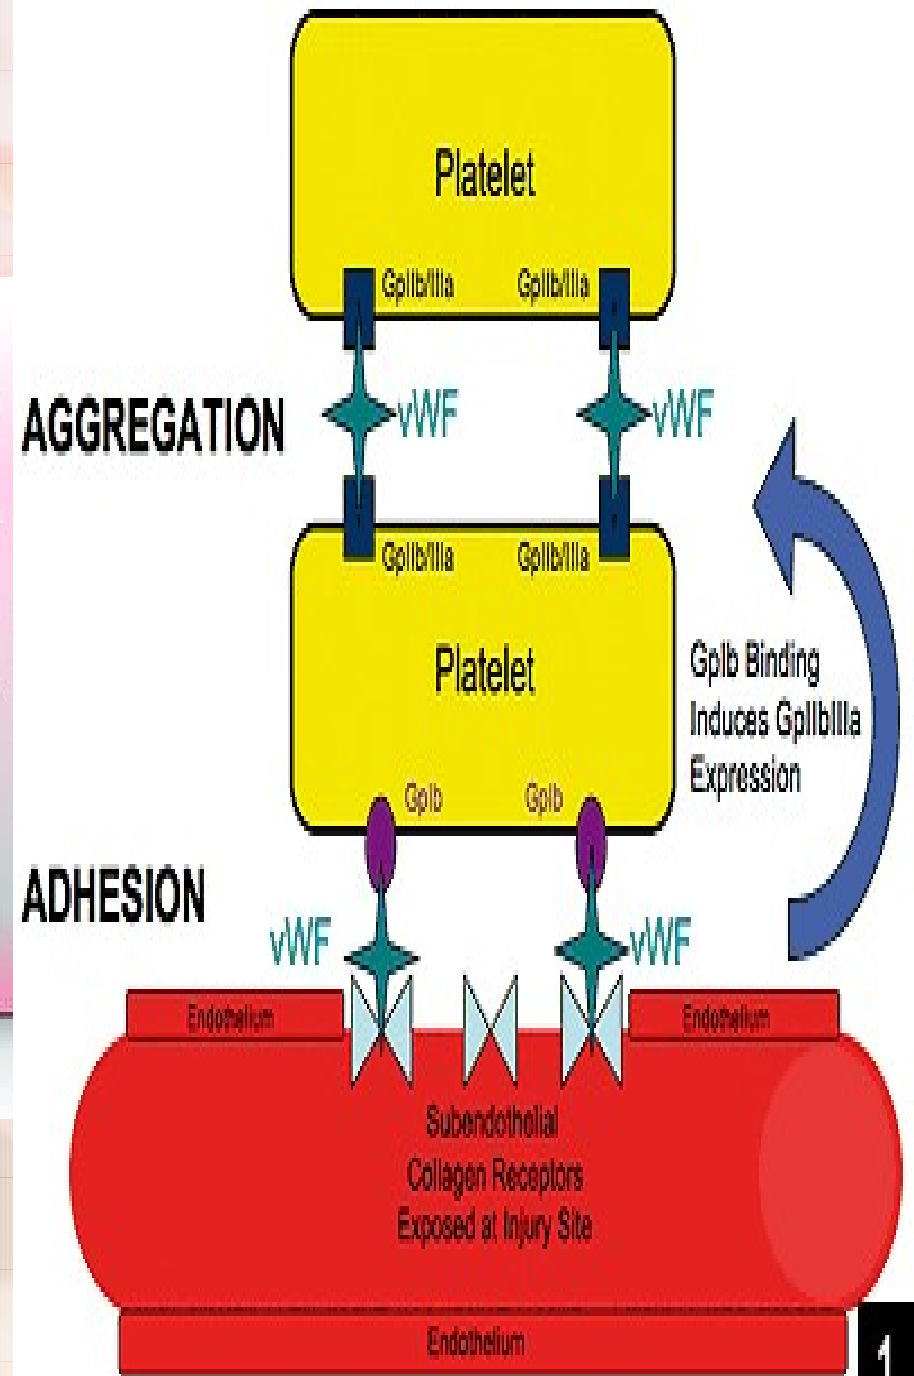 Platelet
GpIIb/IIIa GpIIb/IIIa
AGGREGATION
vWF vWF
GpIIb/IIIa GpIIb/IIIa
Platelet
GpIb Binding
Induces GpIIbIIIa
Expression
GpIb GpIb
ADHESION
vWF vWF
Endothelium Endothelium
Subendothelial
Collagen Receptors
Exposed at Injury Site
Endothelium
1